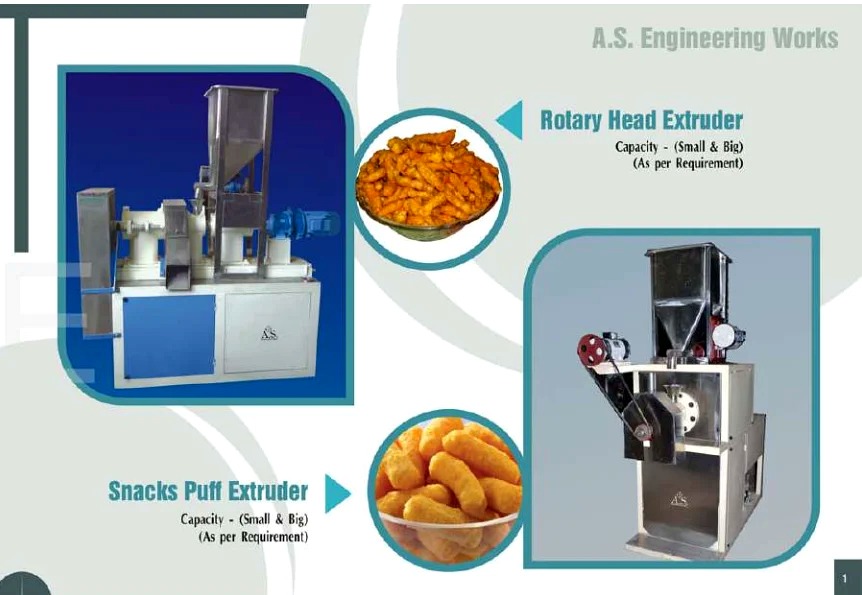 A.S. Engineering Works
Rotary Head Extruder
Capacity - (Small & Big)
(As per Requirement)
A.S.
Snacks Puff Extruder
Capacity - (Small & Big)
(As per Requirement)
A.S.
1